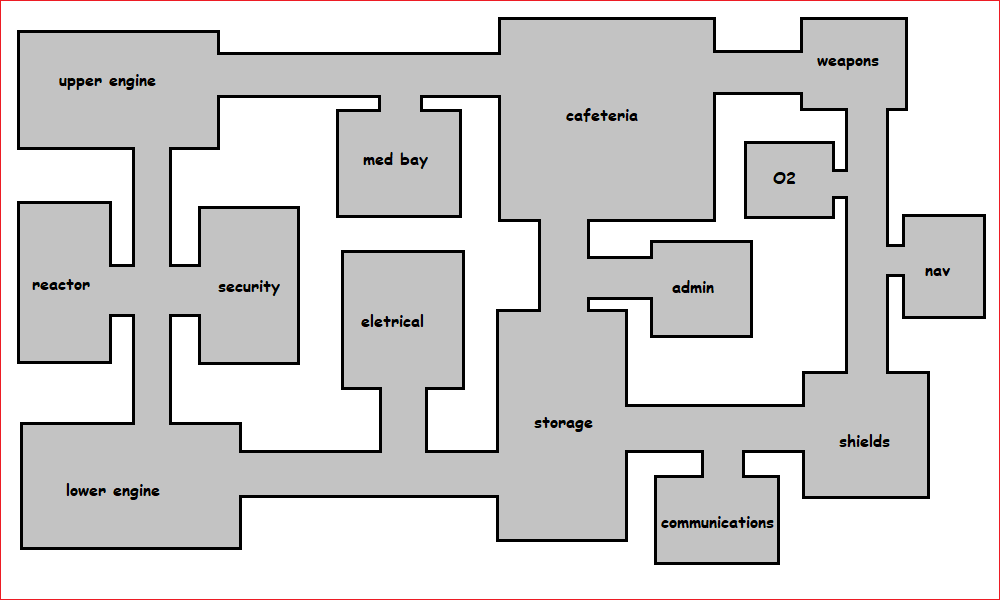 upper engine
cafeteria
weapons
med bay
O2
reactor
security
eletrical
admin
nav
storage
shields
lower engine
communications